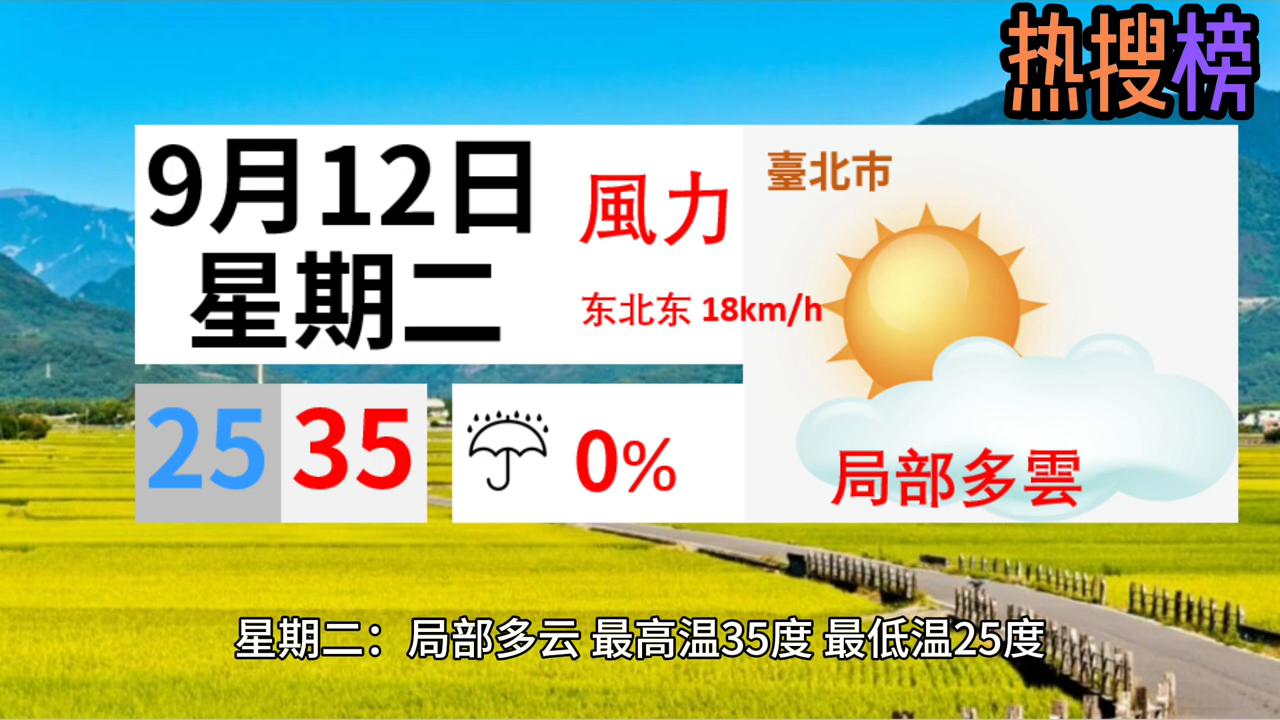 热搜榜
9月12日
星期二
風力
东北东 18km/h
臺北市
25
35
0%
局部多雲
星期二：局部多云 最高温35度 最低温25度